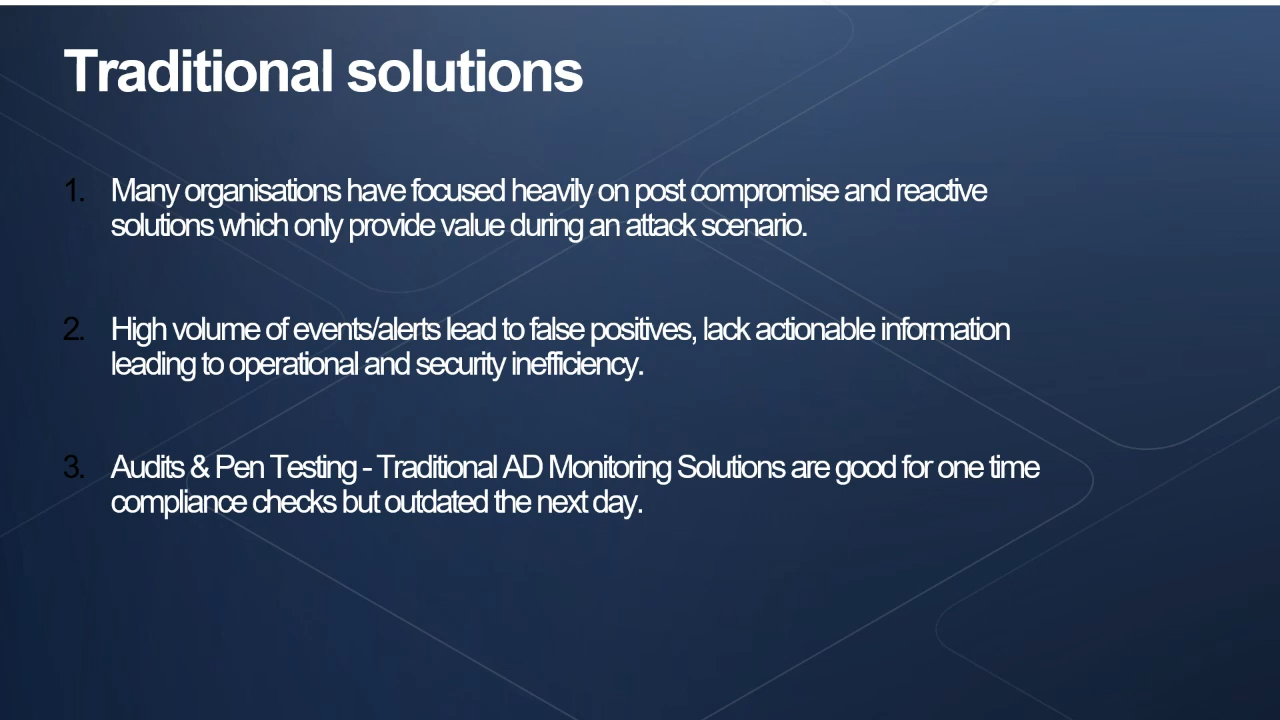 Traditional solutions
1. Many organisations have focused heavily on post compromise and reactive
solutions which only provide value during an attack scenario.
2. High volume of events/alerts lead to false positives, lack actionable information
leading to operational and security inefficiency.
3. Audits & Pen Testing - Traditional AD Monitoring Solutions are good for one time
compliance checks but outdated the next day.